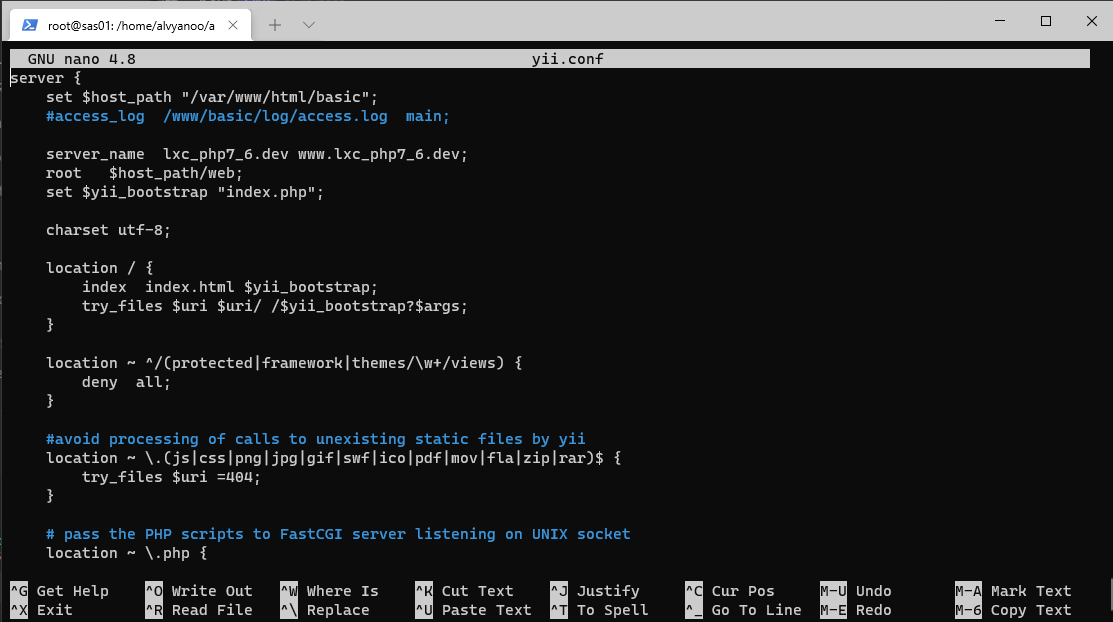 root@sas01: /home/alvyanoo/a
GNU nano 4.8 yii.conf
server {
    set $host_path "/var/www/html/basic";
    #access_log  /www/basic/log/access.log  main;

    server_name  lxc_php7_6.dev www.lxc_php7_6.dev;
    root   $host_path/web;
    set $yii_bootstrap "index.php";

    charset utf-8;

    location / {
        index  index.html $yii_bootstrap;
        try_files $uri $uri/ /$yii_bootstrap?$args;
    }

    location ~ ^/(protected|framework|themes/\w+/views) {
        deny  all;
    }

    #avoid processing of calls to unexisting static files by yii
    location ~ \.(js|css|png|jpg|gif|swf|ico|pdf|mov|fla|zip|rar)$ {
        try_files $uri =404;
    }

    # pass the PHP scripts to FastCGI server listening on UNIX socket
    location ~ \.php {

^G Get Help ^O Write Out ^W Where Is ^K Cut Text ^J Justify ^C Cur Pos M-U Undo M-A Mark Text
^X Exit ^R Read File ^\ Replace ^U Paste Text ^T To Spell ^_ Go To Line M-E Redo M-6 Copy Text